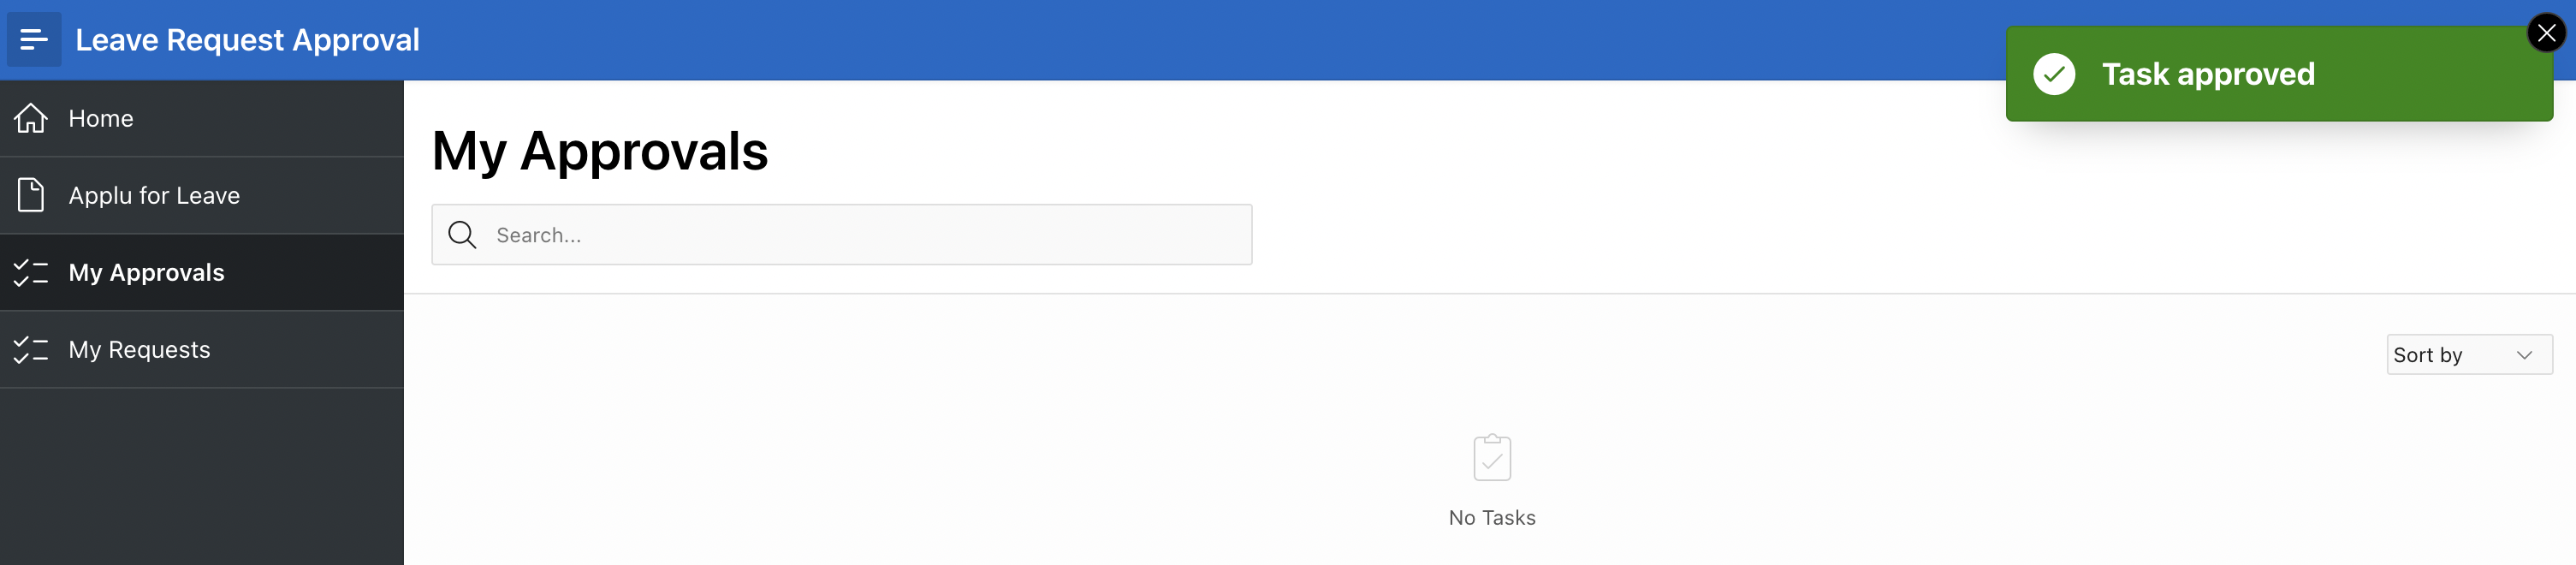 Leave Request Approval
Task approved
Home
Applu for Leave
My Approvals
My Requests
My Approvals
Search...
Sort by
No Tasks